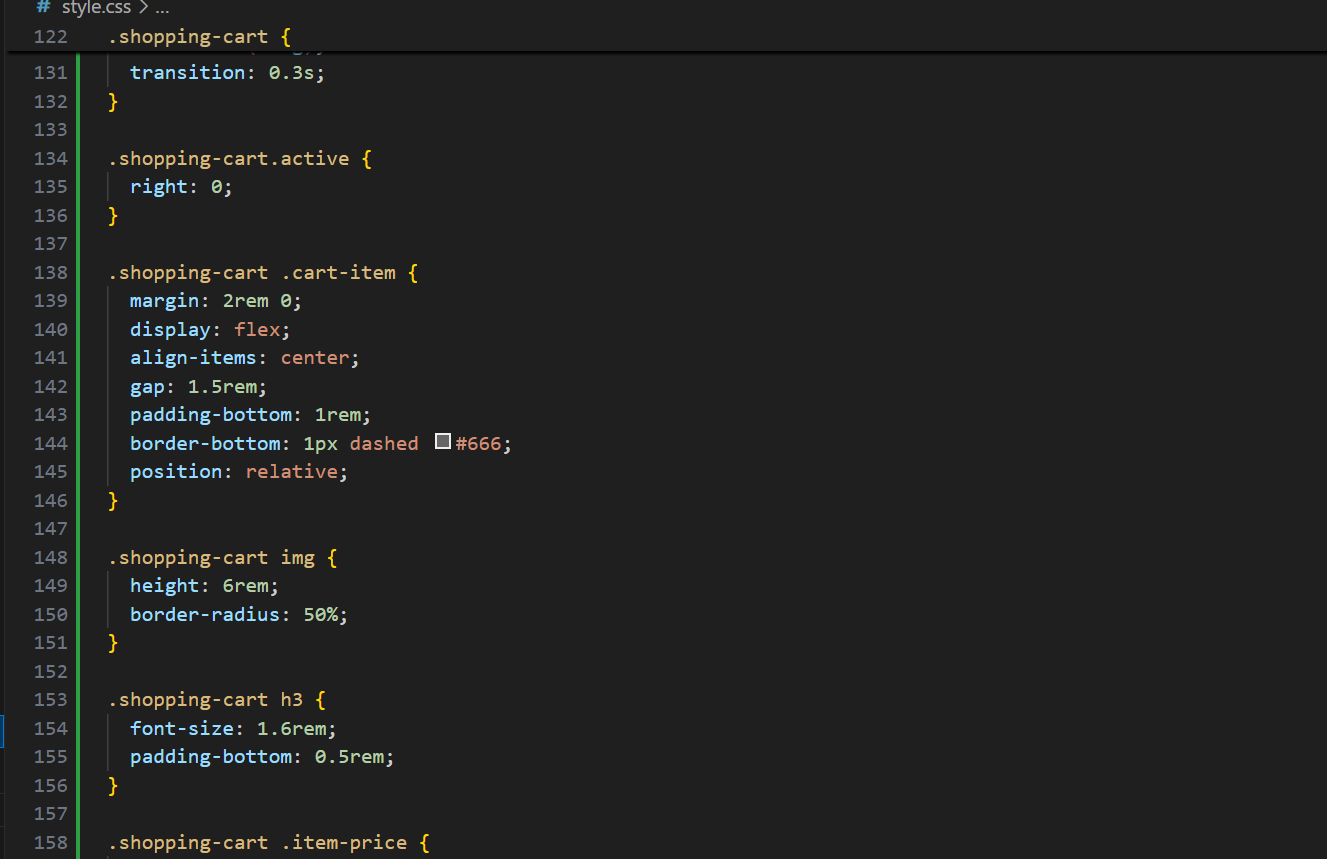 # style.css > ...
122 .shopping-cart {
131 transition: 0.3s;
132 }
133
134 .shopping-cart.active {
135 right: 0;
136 }
137
138 .shopping-cart .cart-item {
139 margin: 2rem 0;
140 display: flex;
141 align-items: center;
142 gap: 1.5rem;
143 padding-bottom: 1rem;
144 border-bottom: 1px dashed #666;
145 position: relative;
146 }
147
148 .shopping-cart img {
149 height: 6rem;
150 border-radius: 50%;
151 }
152
153 .shopping-cart h3 {
154 font-size: 1.6rem;
155 padding-bottom: 0.5rem;
156 }
157
158 .shopping-cart .item-price {